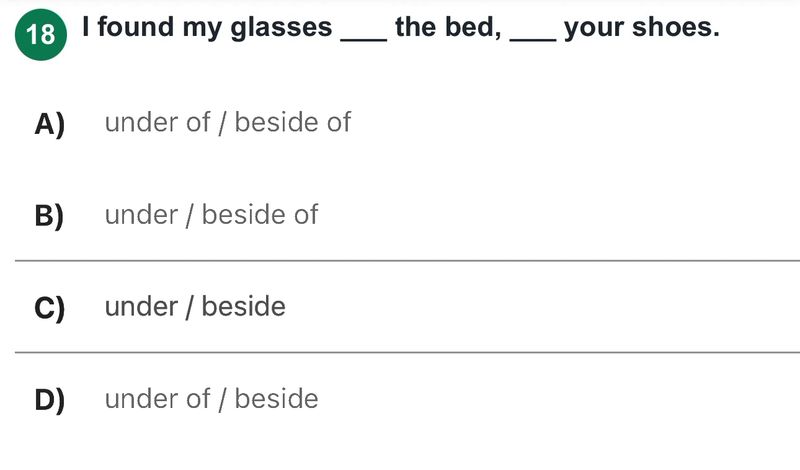 18 I found my glasses ___ the bed, ___ your shoes.
A) under of / beside of
B) under / beside of
C) under / beside
D) under of / beside